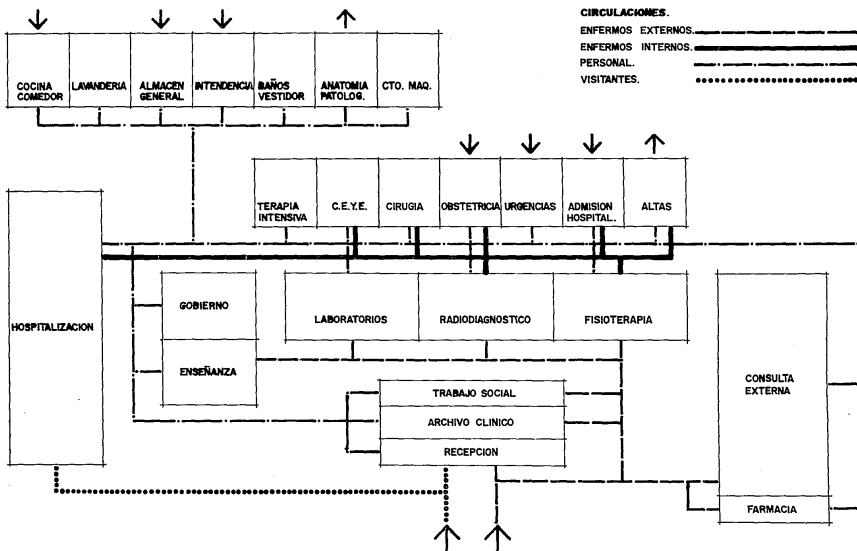 CIRCULACIONES.
ENFERMOS EXTERNOS.
ENFERMOS INTERNOS.
PERSONAL.
VISITANTES.
COCINA
COMEDOR
LAVANDERIA
ALMACEN
GENERAL
INTENDENCIA
BAÑOS
VESTIDOR
ANATOMIA
PATOLOG.
CTO. MAQ.
TERAPIA
INTENSIVA
C.E.Y.E.
CIRUGIA
OBSTETRICIA
URGENCIAS
ADMISION
HOSPITAL.
ALTAS
HOSPITALIZACION
GOBIERNO
ENSEÑANZA
LABORATORIOS
RADIODIAGNOSTICO
FISIOTERAPIA
TRABAJO SOCIAL
ARCHIVO CLINICO
RECEPCION
CONSULTA
EXTERNA
FARMACIA